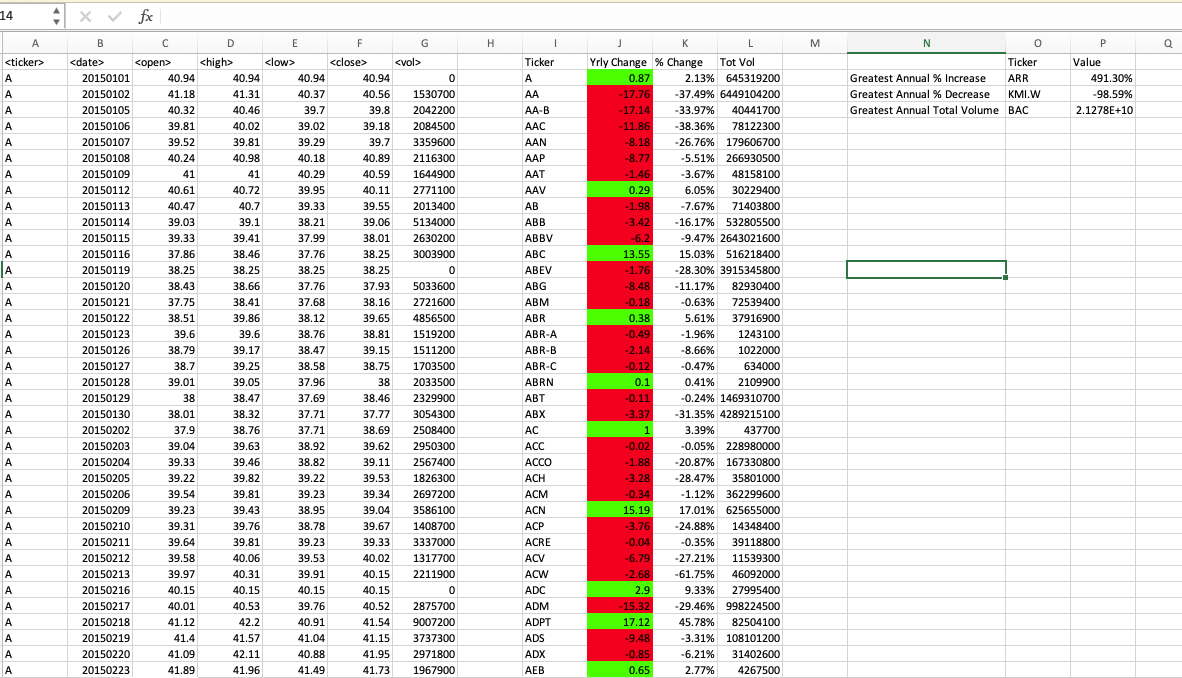 14 fx
A B C D E F G H I J K L M N O P Q
<ticker> <date> <open> <high> <low> <close> <vol> Ticker Yrly Change % Change Tot Vol Ticker Value
A 20150101 40.94 40.94 40.94 40.94 0 A 0.87 2.13% 645319200 Greatest Annual % Increase ARR 491.30%
A 20150102 41.18 41.31 40.37 40.56 1530700 AA -17.76 -37.49% 6449104200 Greatest Annual % Decrease KMI.W -98.59%
A 20150105 40.32 40.46 39.7 39.8 2042200 AA-B -17.14 -33.97% 40441700 Greatest Annual Total Volume BAC 2.1278E+10
A 20150106 39.81 40.02 39.02 39.18 2084500 AAC -11.86 -38.36% 78122300
A 20150107 39.52 39.81 39.29 39.7 3359600 AAN -8.18 -26.76% 179606700
A 20150108 40.24 40.98 40.18 40.89 2116300 AAP -8.77 -5.51% 266930500
A 20150109 41 41 40.29 40.59 1644900 AAT -1.46 -3.67% 48158100
A 20150112 40.61 40.72 39.95 40.11 2771100 AAV 0.29 6.05% 30229400
A 20150113 40.47 40.7 39.33 39.55 2013400 AB -1.98 -7.67% 71403800
A 20150114 39.03 39.1 38.21 39.06 5134000 ABB -3.42 -16.17% 532805500
A 20150115 39.33 39.41 37.99 38.01 2630200 ABBV -6.2 -9.47% 2643021600
A 20150116 37.86 38.46 37.76 38.25 3003900 ABC 13.55 15.03% 516218400
A 20150119 38.25 38.25 38.25 38.25 0 ABEV -1.76 -28.30% 3915345800
A 20150120 38.43 38.66 37.76 37.93 5033600 ABG -8.48 -11.17% 82930400
A 20150121 37.75 38.41 37.68 38.16 2721600 ABM -0.18 -0.63% 72539400
A 20150122 38.51 39.86 38.12 39.65 4856500 ABR 0.38 5.61% 37916900
A 20150123 39.6 39.6 38.76 38.81 1519200 ABR-A -0.49 -1.96% 1243100
A 20150126 38.79 39.17 38.47 39.15 1511200 ABR-B -2.14 -8.66% 1022000
A 20150127 38.7 39.25 38.58 38.75 1703500 ABR-C -0.12 -0.47% 634000
A 20150128 39.01 39.05 37.96 38 2033500 ABRN 0.1 0.41% 2109900
A 20150129 38 38.47 37.69 38.46 2329900 ABT -0.11 -0.24% 1469310700
A 20150130 38.01 38.32 37.71 37.77 3054300 ABX -3.37 -31.35% 4289215100
A 20150202 37.9 38.76 37.71 38.69 2508400 AC 1 3.39% 437700
A 20150203 39.04 39.63 38.92 39.62 2950300 ACC -0.02 -0.05% 228980000
A 20150204 39.33 39.46 38.82 39.11 2567400 ACCO -1.88 -20.87% 167330800
A 20150205 39.22 39.82 39.22 39.53 1826300 ACH -3.28 -28.47% 35801000
A 20150206 39.54 39.81 39.23 39.34 2697200 ACM -0.34 -1.12% 362299600
A 20150209 39.23 39.43 38.95 39.04 3586100 ACN 15.19 17.01% 625655000
A 20150210 39.31 39.76 38.78 39.67 1408700 ACP -3.76 -24.88% 14348400
A 20150211 39.64 39.81 39.23 39.33 3337000 ACRE -0.04 -0.35% 39118800
A 20150212 39.58 40.06 39.53 40.02 1317700 ACV -6.79 -27.21% 11539300
A 20150213 39.97 40.31 39.91 40.15 2211900 ACW -2.68 -61.75% 46092000
A 20150216 40.15 40.15 40.15 40.15 0 ADC 2.9 9.33% 27995400
A 20150217 40.01 40.53 39.76 40.52 2875700 ADM -15.32 -29.46% 998224500
A 20150218 41.12 42.2 40.91 41.54 9007200 ADPT 17.12 45.78% 82504100
A 20150219 41.4 41.57 41.04 41.15 3737300 ADS -9.48 -3.31% 108101200
A 20150220 41.09 42.11 40.88 41.95 2971800 ADX -0.85 -6.21% 31402600
A 20150223 41.89 41.96 41.49 41.73 1967900 AEB 0.65 2.77% 4267500